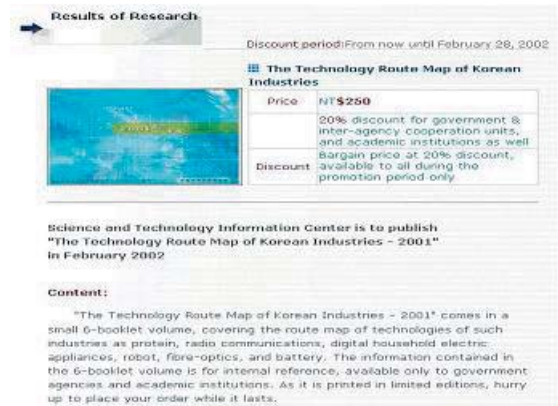 Results of Research
Discount period:From now until February 28, 2002
The Technology Route Map of Korean
Industries
Price NT$250
20% discount for government &
inter-agency cooperation units,
and academic institutions as well
Discount Bargain price at 20% discount,
available to all during the
promotion period only
Science and Technology Information Center is to publish
"The Technology Route Map of Korean Industries - 2001"
in February 2002
Content:
"The Technology Route Map of Korean Industries - 2001" comes in a
small 6-booklet volume, covering the route map of technologies of such
industries as protein, radio communications, digital household electric
appliances, robot, fibre-optics, and battery. The information contained in
the 6-booklet volume is for internal reference, available only to government
agencies and academic institutions. As it is printed in limited editions, hurry
up to place your order while it lasts.